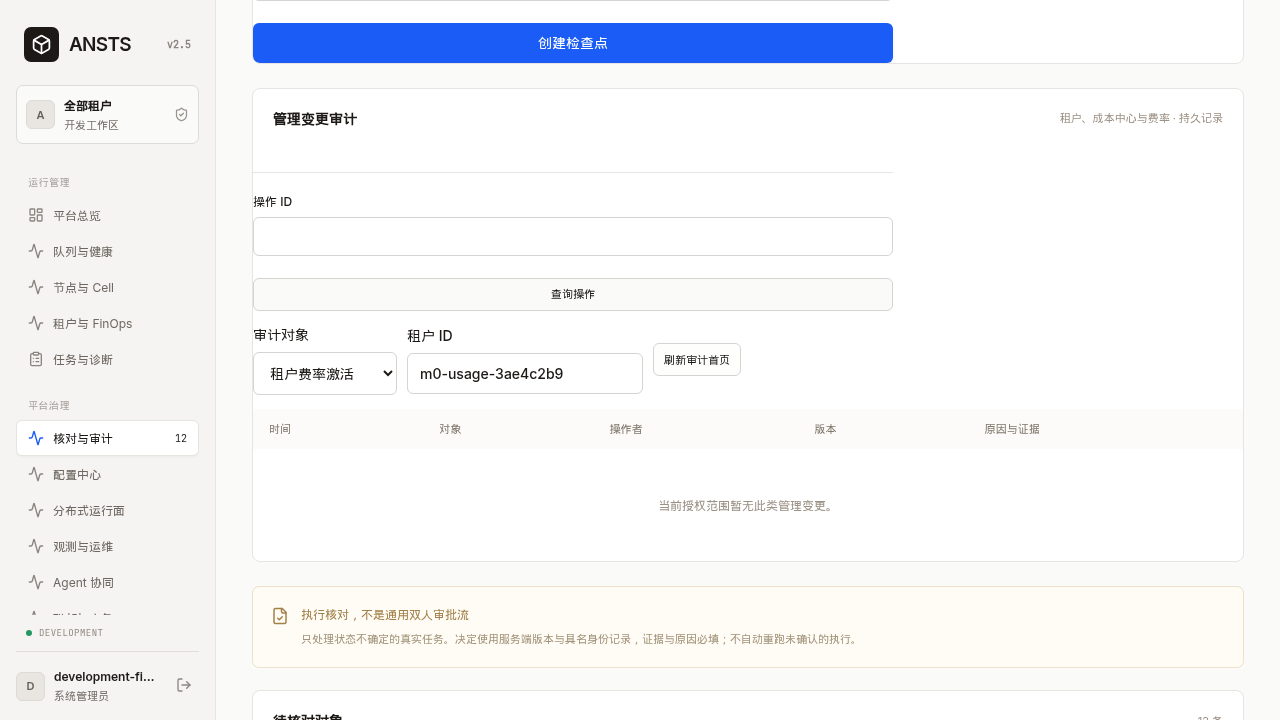 ANSTS
v2.5
A
全部租户
开发工作区
运行管理
平台总览
队列与健康
节点与 Cell
租户与 FinOps
任务与诊断
平台治理
核对与审计
12
配置中心
分布式运行面
观测与运维
Agent 协同
DEVELOPMENT
D
development-fi...
系统管理员
创建检查点
管理变更审计
租户、成本中心与费率 · 持久记录
操作 ID
查询操作
审计对象
租户 ID
租户费率激活
m0-usage-3ae4c2b9
刷新审计首页
时间
对象
操作者
版本
原因与证据
当前授权范围暂无此类管理变更。
执行核对，不是通用双人审批流
只处理状态不确定的真实任务。决定使用服务端版本与具名身份记录，证据与原因必填；不自动重跑未确认的执行。
待核对对象
12 条